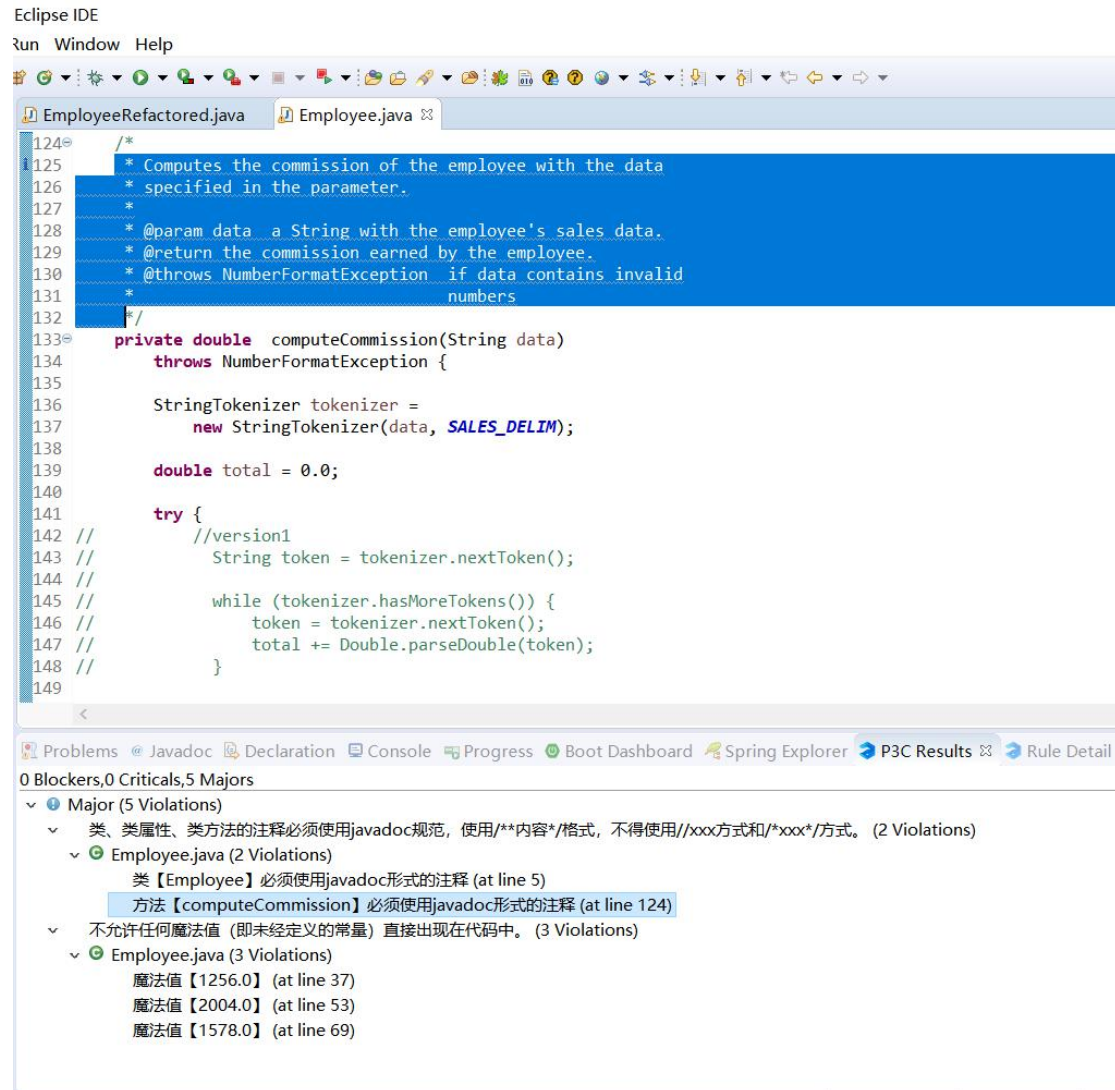 Eclipse IDE
Run Window Help
EmployeeRefactored.java Employee.java
124 /*
125 * Computes the commission of the employee with the data
126 * specified in the parameter.
127 *
128 * @param data  a String with the employee's sales data.
129 * @return the commission earned by the employee.
130 * @throws NumberFormatException  if data contains invalid
131 * numbers
132 */
133 private double  computeCommission(String data)
134 throws NumberFormatException {
135
136 StringTokenizer tokenizer =
137 new StringTokenizer(data, SALES_DELIM);
138
139 double total = 0.0;
140
141 try {
142 // //version1
143 // String token = tokenizer.nextToken();
144 //
145 // while (tokenizer.hasMoreTokens()) {
146 // token = tokenizer.nextToken();
147 // total += Double.parseDouble(token);
148 // }
149
Problems Javadoc Declaration Console Progress Boot Dashboard Spring Explorer P3C Results Rule Detail
0 Blockers,0 Criticals,5 Majors
Major (5 Violations)
类、类属性、类方法的注释必须使用javadoc规范，使用/**内容*/格式，不得使用//xxx方式和/*xxx*/方式。 (2 Violations)
Employee.java (2 Violations)
类【Employee】必须使用javadoc形式的注释 (at line 5)
方法【computeCommission】必须使用javadoc形式的注释 (at line 124)
不允许任何魔法值（即未经定义的常量）直接出现在代码中。 (3 Violations)
Employee.java (3 Violations)
魔法值【1256.0】 (at line 37)
魔法值【2004.0】 (at line 53)
魔法值【1578.0】 (at line 69)